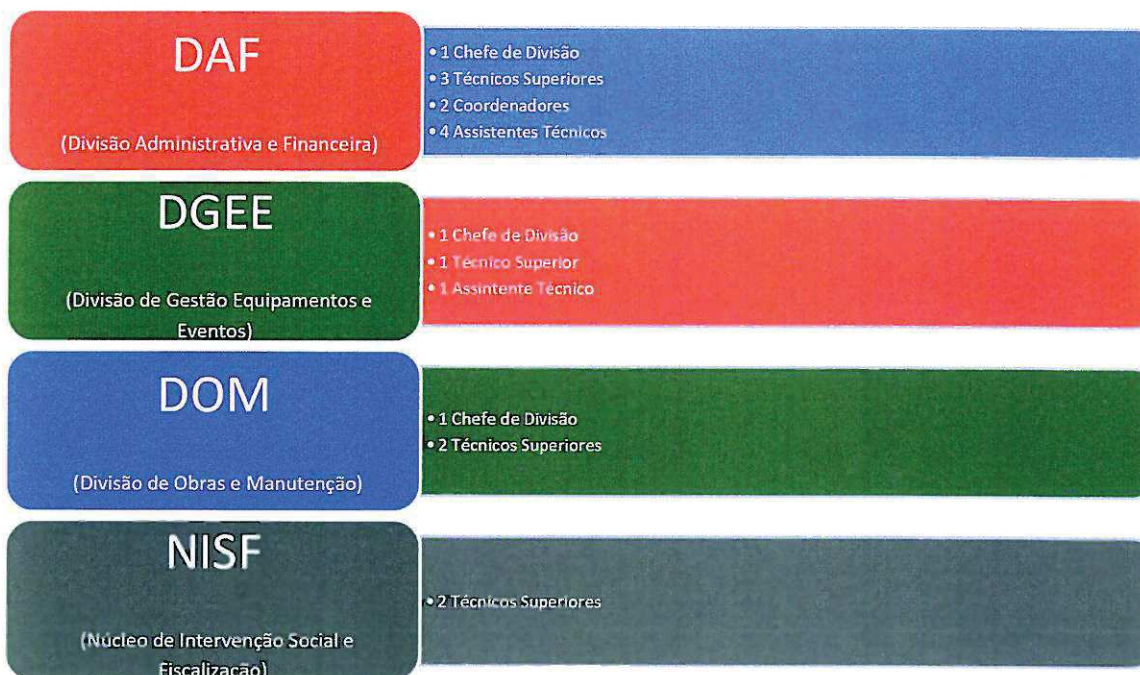 DAF
(Divisão Administrativa e Financeira)
• 1 Chefe de Divisão
• 3 Técnicos Superiores
• 2 Coordenadores
• 4 Assistentes Técnicos
DGEE
(Divisão de Gestão Equipamentos e
Eventos)
• 1 Chefe de Divisão
• 1 Técnico Superior
• 1 Assintente Técnico
DOM
(Divisão de Obras e Manutenção)
• 1 Chefe de Divisão
• 2 Técnicos Superiores
NISF
(Núcleo de Intervenção Social e
Fiscalização)
• 2 Técnicos Superiores